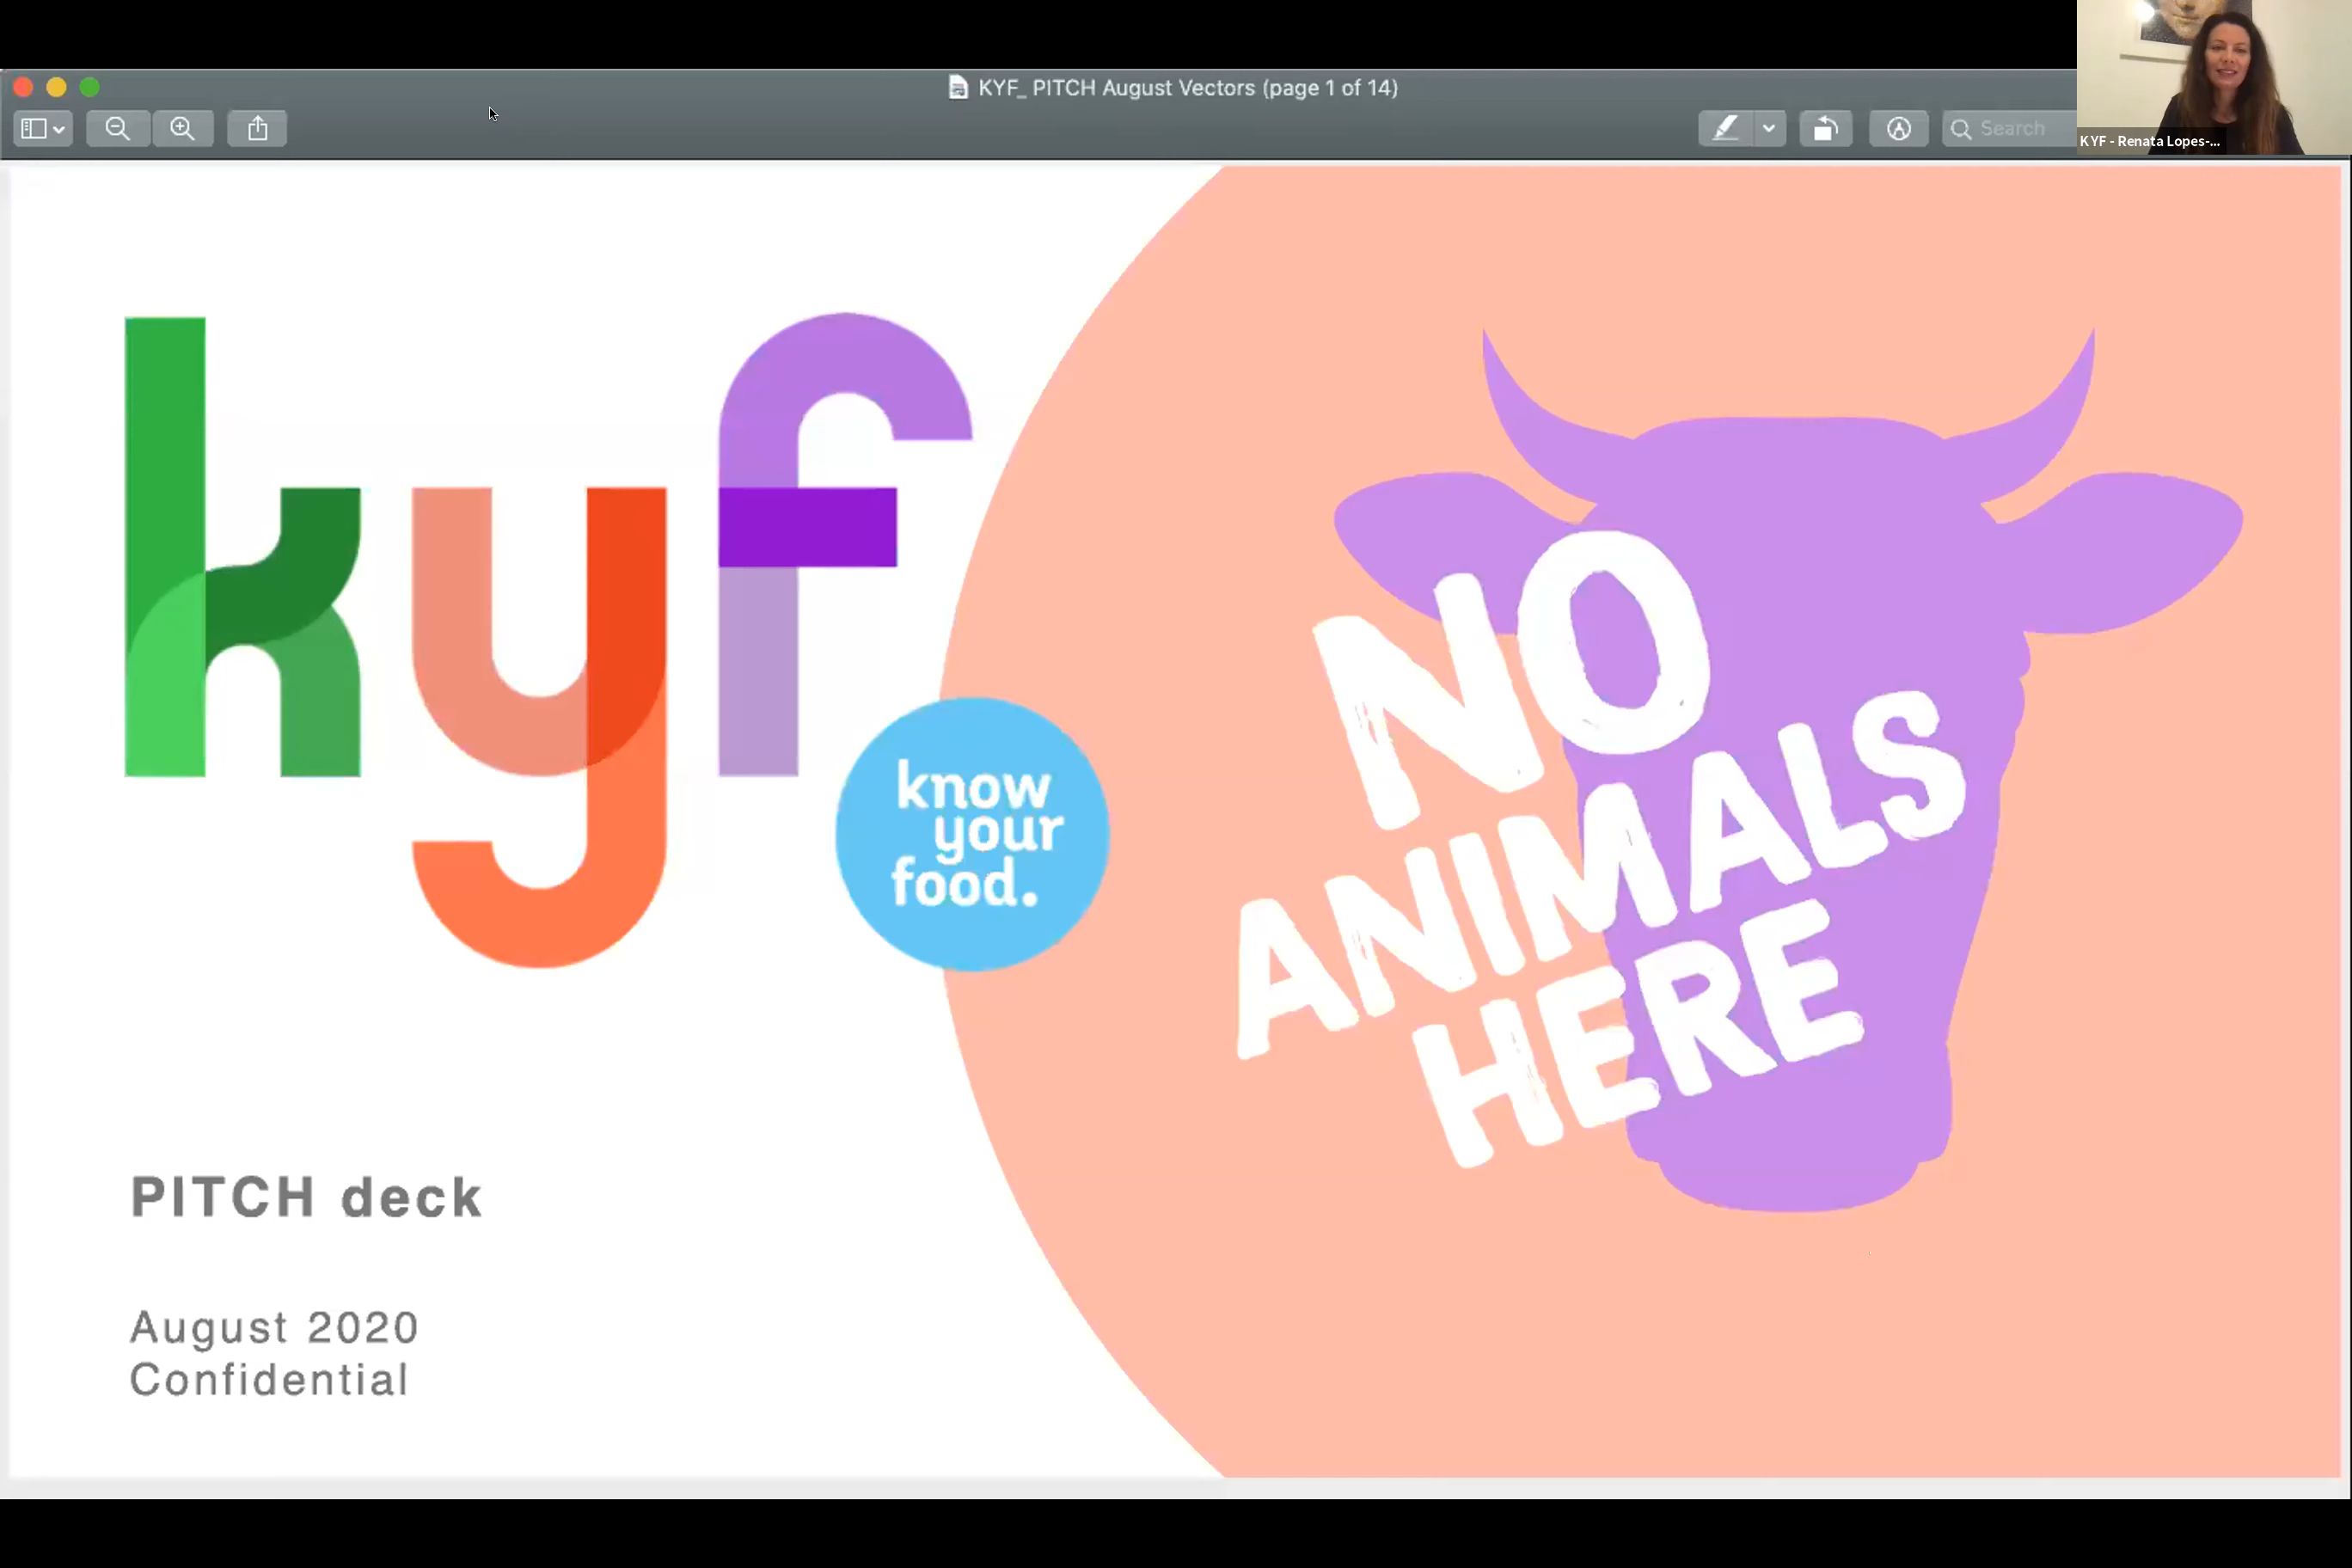 KYF_ PITCH August Vectors (page 1 of 14)
Search
KYF - Renata Lopes-...
kyf
know
your
food.
NO
ANIMALS
HERE
PITCH deck
August 2020
Confidential